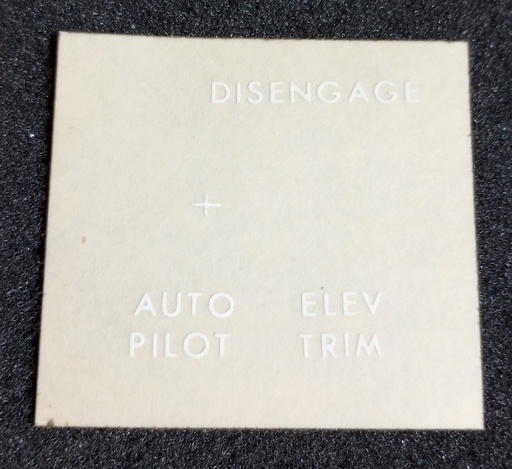 DISENGAGE
+
AUTO ELEV
PILOT TRIM